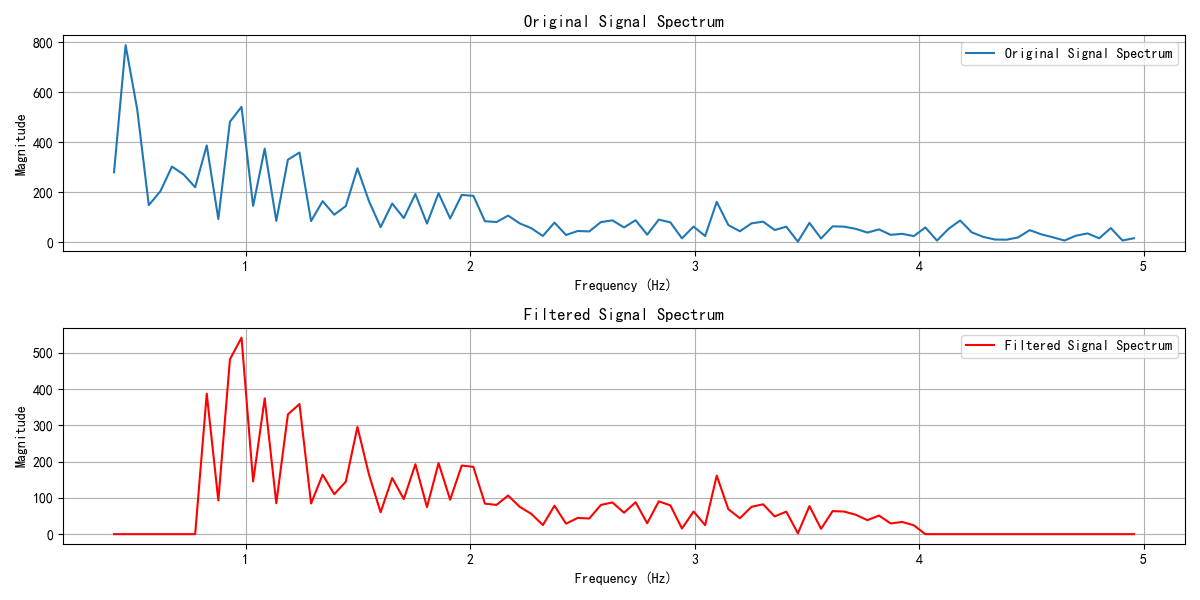 Original Signal Spectrum
Original Signal Spectrum
Magnitude
800
600
400
200
0
1
2
3
4
5
Frequency (Hz)
Filtered Signal Spectrum
Filtered Signal Spectrum
Magnitude
500
400
300
200
100
0
1
2
3
4
5
Frequency (Hz)